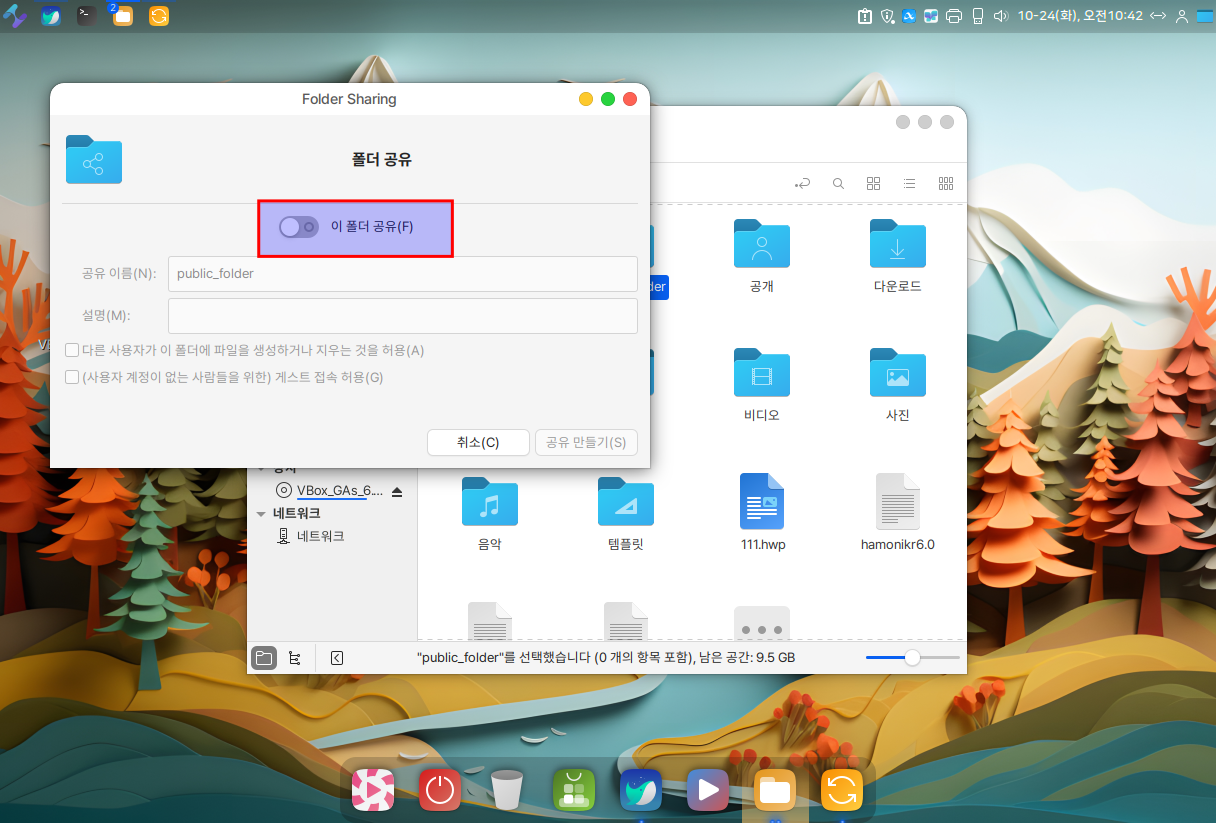 2
10-24(화), 오전10:42
Folder Sharing
폴더 공유
이 폴더 공유(F)
공유 이름(N):
public_folder
설명(M):
다른 사용자가 이 폴더에 파일을 생성하거나 지우는 것을 허용(A)
(사용자 계정이 없는 사람들을 위한) 게스트 접속 허용(G)
취소(C)
공유 만들기(S)
공개
다운로드
비디오
사진
VBox_GAs_6....
네트워크
네트워크
음악
템플릿
111.hwp
hamonikr6.0
"public_folder"를 선택했습니다 (0 개의 항목 포함), 남은 공간: 9.5 GB